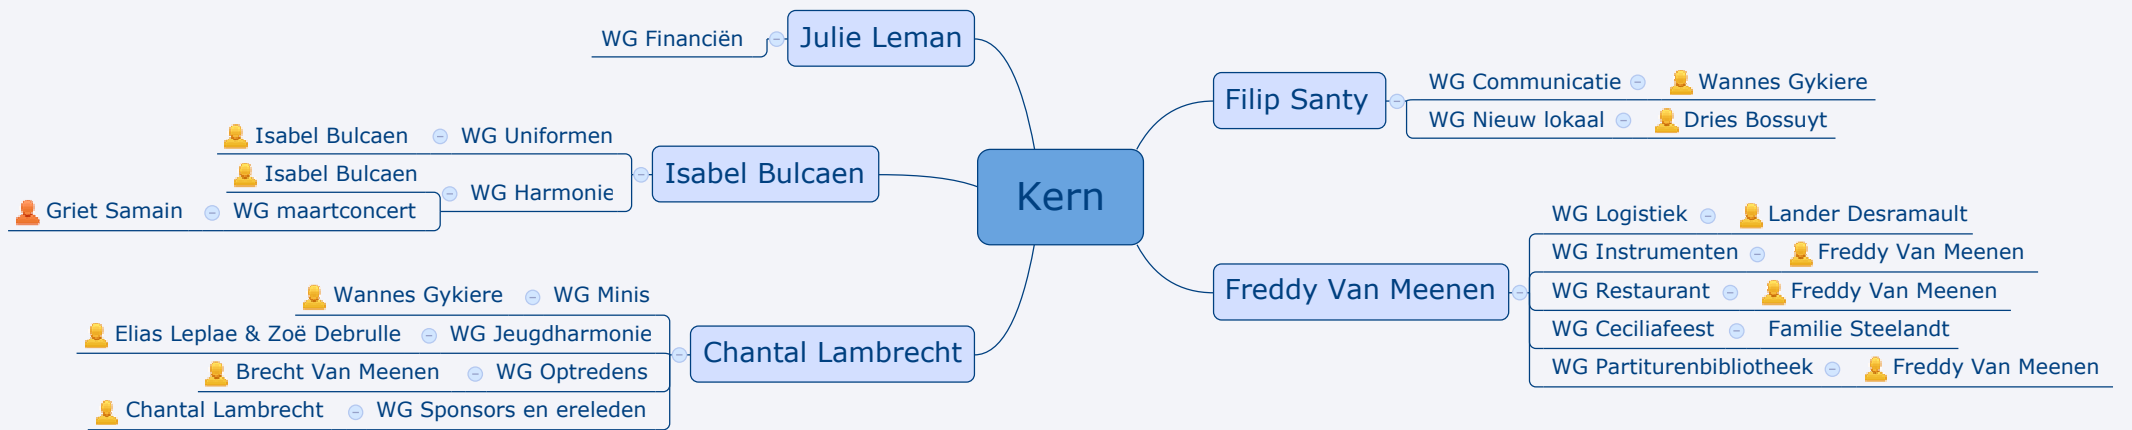 Kern
Julie Leman
WG Financiën
Isabel Bulcaen
WG Uniformen
Isabel Bulcaen
WG Harmonie
Isabel Bulcaen
WG maartconcert
Griet Samain
Chantal Lambrecht
WG Minis
Wannes Gykiere
WG Jeugdharmonie
Elias Leplae & Zoë Debrulle
WG Optredens
Brecht Van Meenen
WG Sponsors en ereleden
Chantal Lambrecht
Filip Santy
WG Communicatie
Wannes Gykiere
WG Nieuw lokaal
Dries Bossuyt
Freddy Van Meenen
WG Logistiek
Lander Desramault
WG Instrumenten
Freddy Van Meenen
WG Restaurant
Freddy Van Meenen
WG Ceciliafeest
Familie Steelandt
WG Partiturenbibliotheek
Freddy Van Meenen